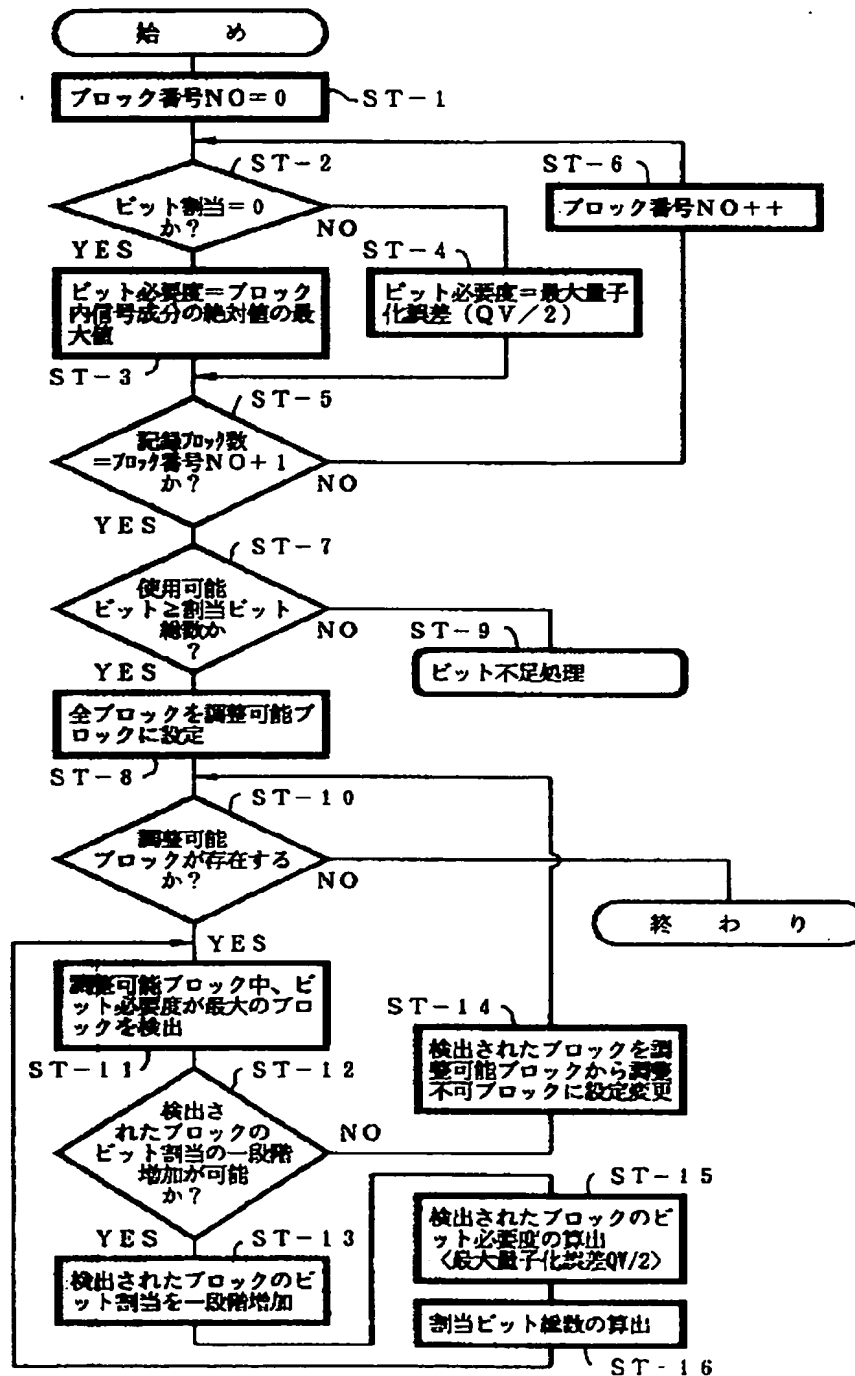 始 め
ブロック番号NO=0
ST-1
ST-2
ビット割当=0
か?
YES
NO
ST-3
ビット必要度=ブロック
内信号成分の絶対値の最
大値
ST-4
ビット必要度=最大量子
化誤差(QV/2)
ST-6
ブロック番号NO++
ST-5
記録ブロック数
=ブロック番号NO+1
か?
NO
YES
ST-7
使用可能
ビット≧割当ビット
総数か
?
NO
YES
ST-9
ビット不足処理
全ブロックを調整可能ブ
ロックに設定
ST-8
ST-10
調整可能
ブロックが存在する
か?
NO
YES
終 わ り
調整可能ブロック中、ビ
ット必要度が最大のブロ
ックを検出
ST-11
ST-12
検出さ
れたブロックの
ビット割当の一段階
増加が可能
か?
NO
YES
ST-14
検出されたブロックを調
整可能ブロックから調整
不可ブロックに設定変更
ST-13
検出されたブロックのビ
ット割当を一段階増加
ST-15
検出されたブロックのビ
ット必要度の算出
〈最大量子化誤差QV/2〉
割当ビット総数の算出
ST-16